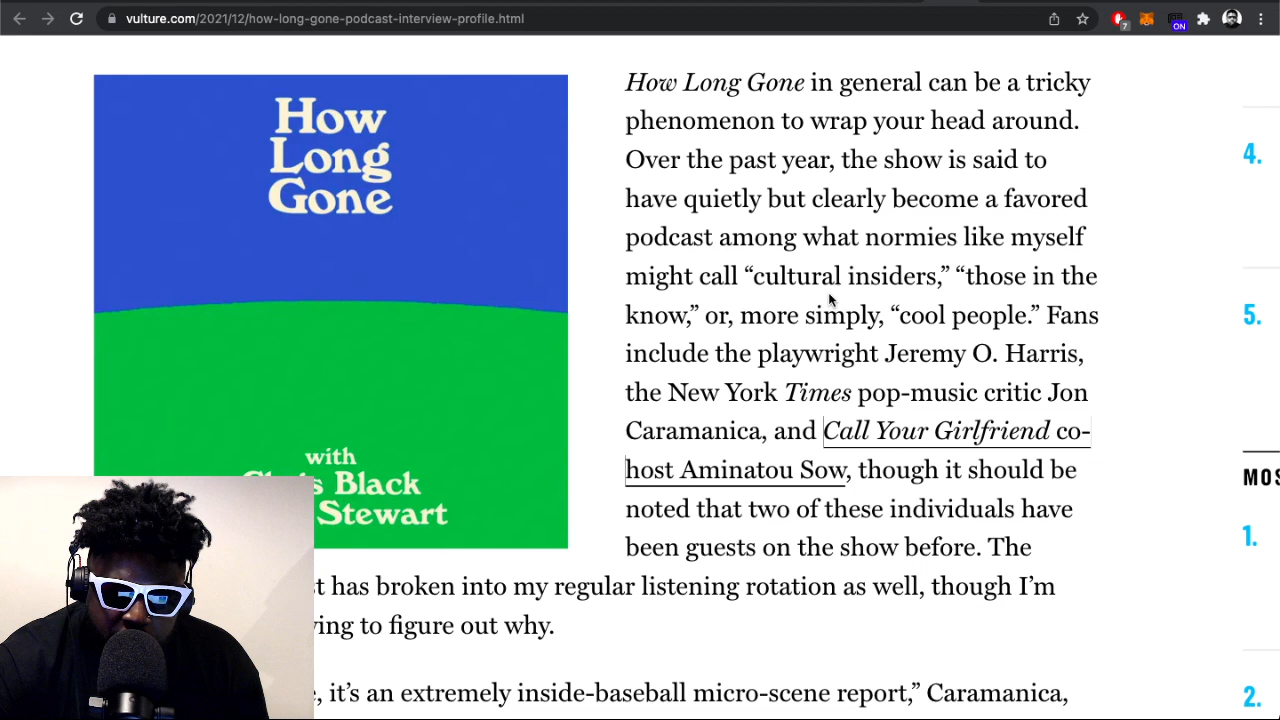 vulture.com/2021/12/how-long-gone-podcast-interview-profile.html
7
ON
How
Long
Gone
with
Black
Stewart
How Long Gone in general can be a tricky
phenomenon to wrap your head around.
Over the past year, the show is said to
have quietly but clearly become a favored
podcast among what normies like myself
might call “cultural insiders,” “those in the
know,” or, more simply, “cool people.” Fans
include the playwright Jeremy O. Harris,
the New York Times pop-music critic Jon
Caramanica, and Call Your Girlfriend co-
host Aminatou Sow, though it should be
noted that two of these individuals have
been guests on the show before. The
has broken into my regular listening rotation as well, though I’m
to figure out why.
it’s an extremely inside-baseball micro-scene report,” Caramanica,
4.
5.
1.
2.